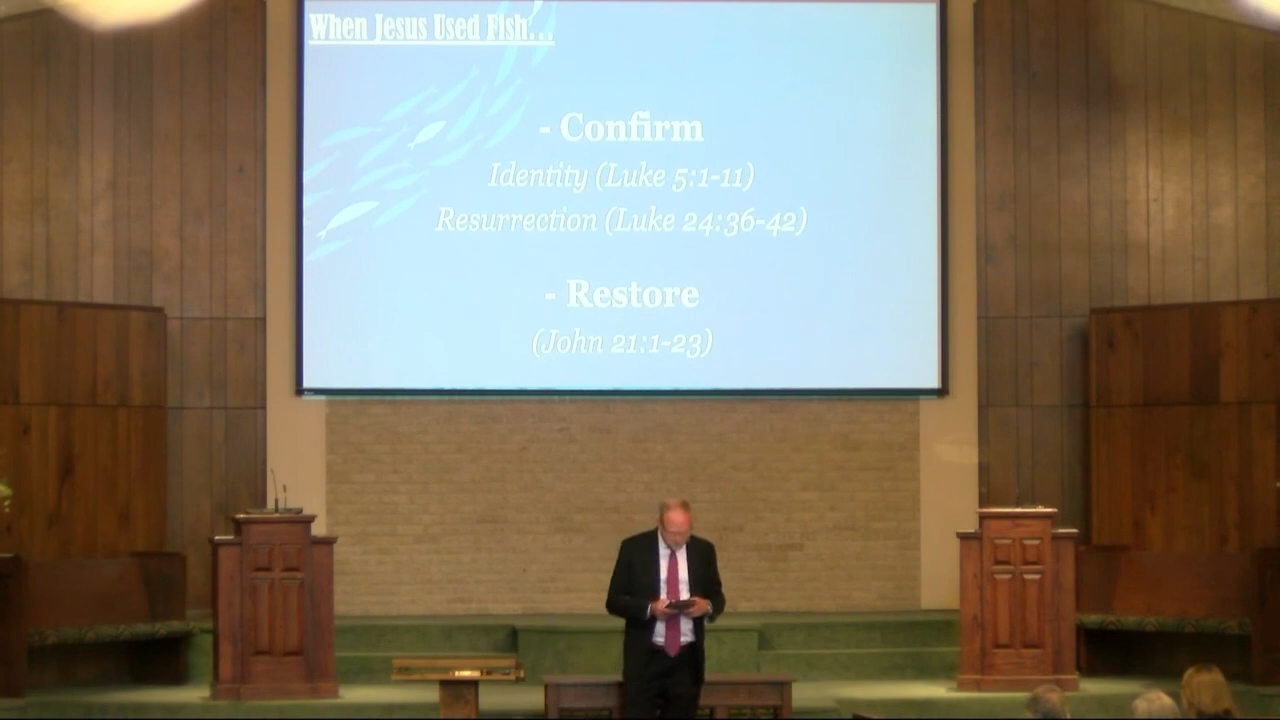 When Jesus Used Fish...
- Confirm
Identity (Luke 5:1-11)
Resurrection (Luke 24:36-42)
- Restore
(John 21:1-23)